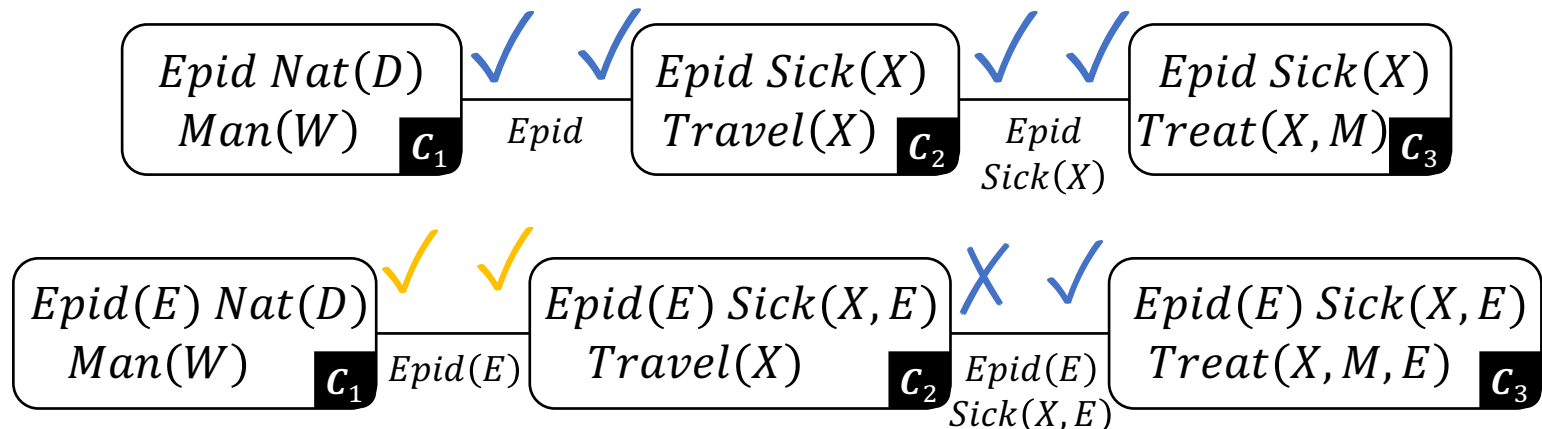 Epid Nat(D)
Man(W)
C₁
Epid
Epid Sick(X)
Travel(X)
C₂
Epid
Sick(X)
Epid Sick(X)
Treat(X, M)
C₃
Epid(E) Nat(D)
Man(W)
C₁
Epid(E)
Epid(E) Sick(X, E)
Travel(X)
C₂
Epid(E)
Sick(X, E)
Epid(E) Sick(X, E)
Treat(X, M, E)
C₃